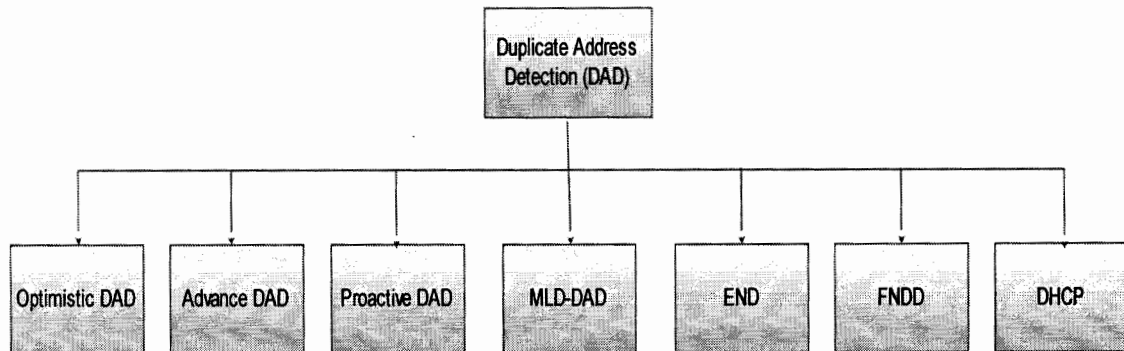 Duplicate Address
Detection (DAD)
Optimistic DAD
Advance DAD
Proactive DAD
MLD-DAD
END
FNDD
DHCP